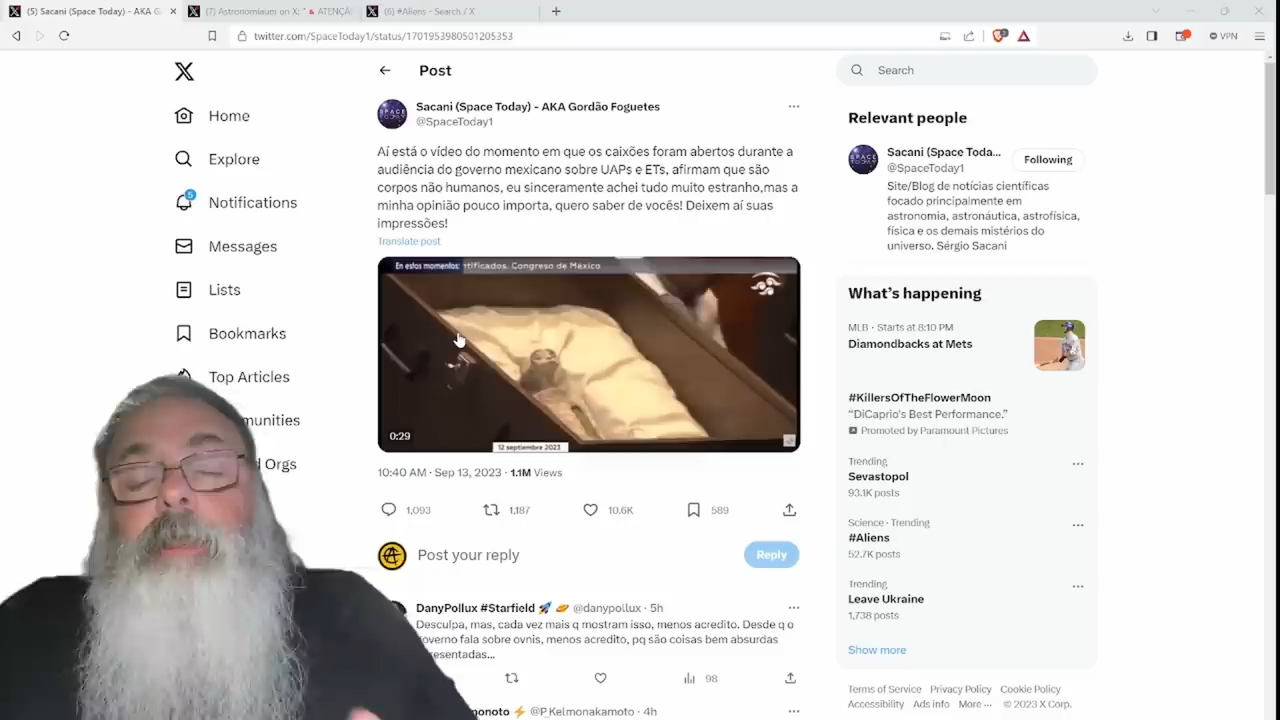 (5) Sacani (Space Today) - AKA G
(7) Astronomiaum on X: "
ATENÇÃ
(6) #Aliens - Search / X
twitter.com/SpaceToday1/status/1701953980501205353
VPN
Home
Explore
5
Notifications
Messages
Lists
Bookmarks
Top Articles
munities
d Orgs
Post
Sacani (Space Today) - AKA Gordão Foguetes
@SpaceToday1
Aí está o vídeo do momento em que os caixões foram abertos durante a
audiência do governo mexicano sobre UAPs e ETs, afirmam que são
corpos não humanos, eu sinceramente achei tudo muito estranho,mas a
minha opinião pouco importa, quero saber de vocês! Deixem aí suas
impressões!
Translate post
En estos momentos: ntificados. Congreso de México
0:29
12 septiembre 2023
10:40 AM · Sep 13, 2023 · 1.1M Views
1,093 1,187 10.6K 589
Post your reply
Reply
DanyPollux #Starfield 🚀 🪐 @danypollux · 5h
Desculpa, mas, cada vez mais q mostram isso, menos acredito. Desde q o
governo fala sobre ovnis, menos acredito, pq são coisas bem absurdas
presentadas...
98
monoto ⚡ @P_Kelmonakamoto · 4h
Search
Relevant people
Sacani (Space Toda...
@SpaceToday1
Following
Site/Blog de notícias científicas
focado principalmente em
astronomia, astronáutica, astrofísica,
física e os demais mistérios do
universo. Sérgio Sacani
What's happening
MLB · Starts at 8:10 PM
Diamondbacks at Mets
#KillersOfTheFlowerMoon
"DiCaprio's Best Performance."
Promoted by Paramount Pictures
Trending
Sevastopol
93.1K posts
Science · Trending
#Aliens
52.7K posts
Trending
Leave Ukraine
1,738 posts
Show more
Terms of Service Privacy Policy Cookie Policy
Accessibility Ads info More ··· © 2023 X Corp.